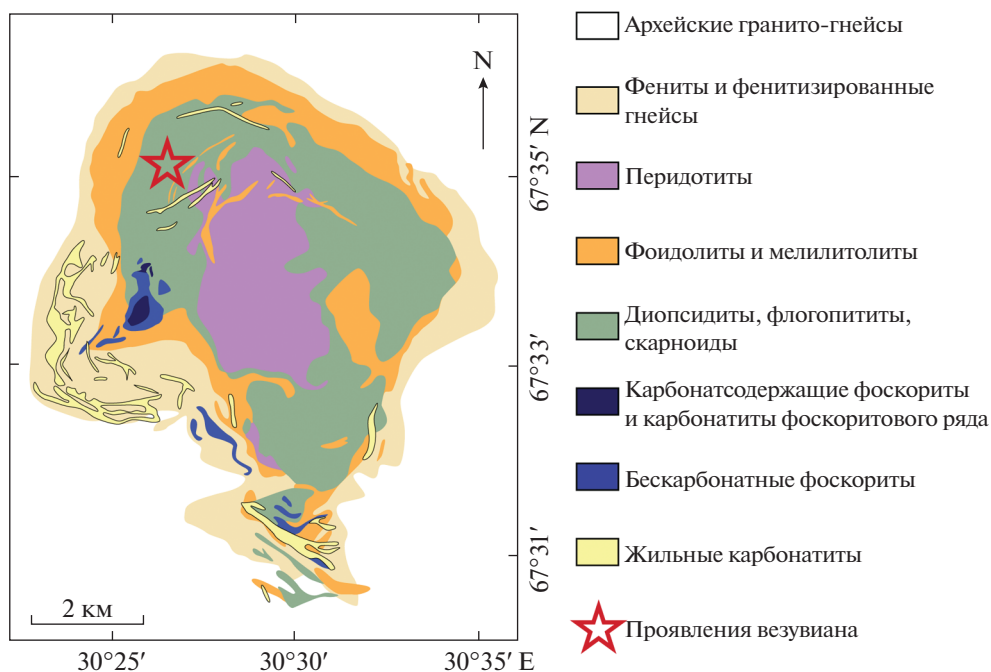 N
67°35′ N
67°33′
67°31′
2 км
30°25′
30°30′
30°35′ E
Архейские гранито-гнейсы
Фениты и фенитизированные
гнейсы
Перидотиты
Фоидолиты и мелилитолиты
Диопсидиты, флогопититы,
скарноиды
Карбонатсодержащие фоскориты
и карбонатиты фоскоритового ряда
Бескарбонатные фоскориты
Жильные карбонатиты
Проявления везувиана